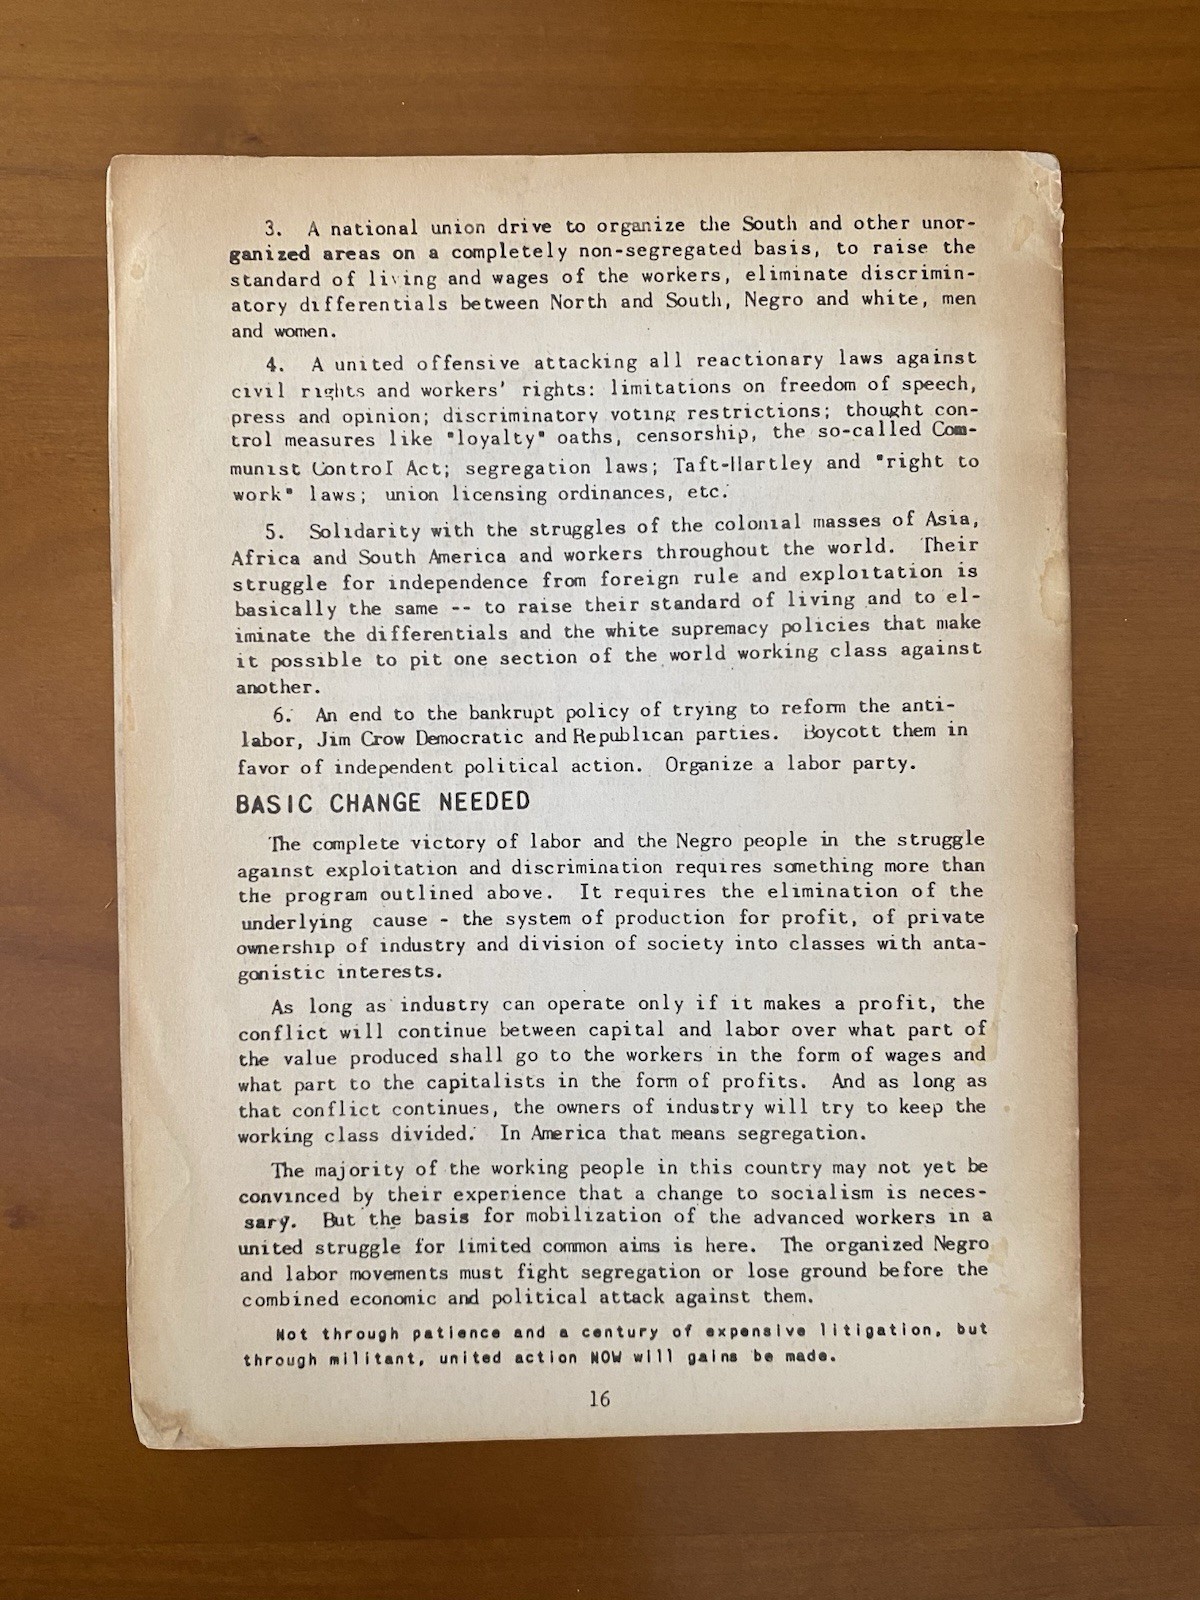 3. A national union drive to organize the South and other unor-
ganized areas on a completely non-segregated basis, to raise the
standard of living and wages of the workers, eliminate discrimin-
atory differentials between North and South, Negro and white, men
and women.
4. A united offensive attacking all reactionary laws against
civil rights and workers' rights: limitations on freedom of speech,
press and opinion; discriminatory voting restrictions; thought con-
trol measures like "loyalty" oaths, censorship, the so-called Com-
munist Control Act; segregation laws; Taft-Hartley and "right to
work" laws; union licensing ordinances, etc.
5. Solidarity with the struggles of the colonial masses of Asia,
Africa and South America and workers throughout the world. Their
struggle for independence from foreign rule and exploitation is
basically the same -- to raise their standard of living and to el-
iminate the differentials and the white supremacy policies that make
it possible to pit one section of the world working class against
another.
6. An end to the bankrupt policy of trying to reform the anti-
labor, Jim Crow Democratic and Republican parties. Boycott them in
favor of independent political action. Organize a labor party.
BASIC CHANGE NEEDED
The complete victory of labor and the Negro people in the struggle
against exploitation and discrimination requires something more than
the program outlined above. It requires the elimination of the
underlying cause - the system of production for profit, of private
ownership of industry and division of society into classes with anta-
gonistic interests.
As long as industry can operate only if it makes a profit, the
conflict will continue between capital and labor over what part of
the value produced shall go to the workers in the form of wages and
what part to the capitalists in the form of profits. And as long as
that conflict continues, the owners of industry will try to keep the
working class divided. In America that means segregation.
The majority of the working people in this country may not yet be
convinced by their experience that a change to socialism is neces-
sary. But the basis for mobilization of the advanced workers in a
united struggle for limited common aims is here. The organized Negro
and labor movements must fight segregation or lose ground before the
combined economic and political attack against them.
Not through patience and a century of expensive litigation, but
through militant, united action NOW will gains be made.
16